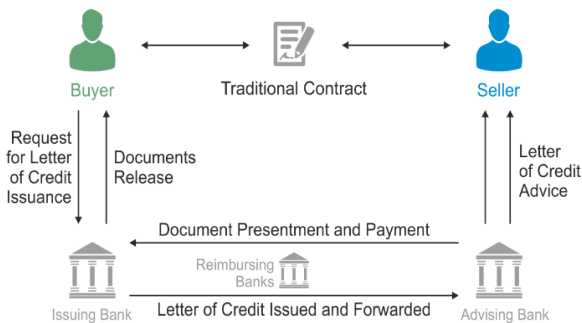 Buyer
Traditional Contract
Seller
Request
for Letter
of Credit
Issuance
Documents
Release
Letter
of Credit
Advice
Document Presentment and Payment
Reimbursing
Banks
Issuing Bank
Letter of Credit Issued and Forwarded
Advising Bank